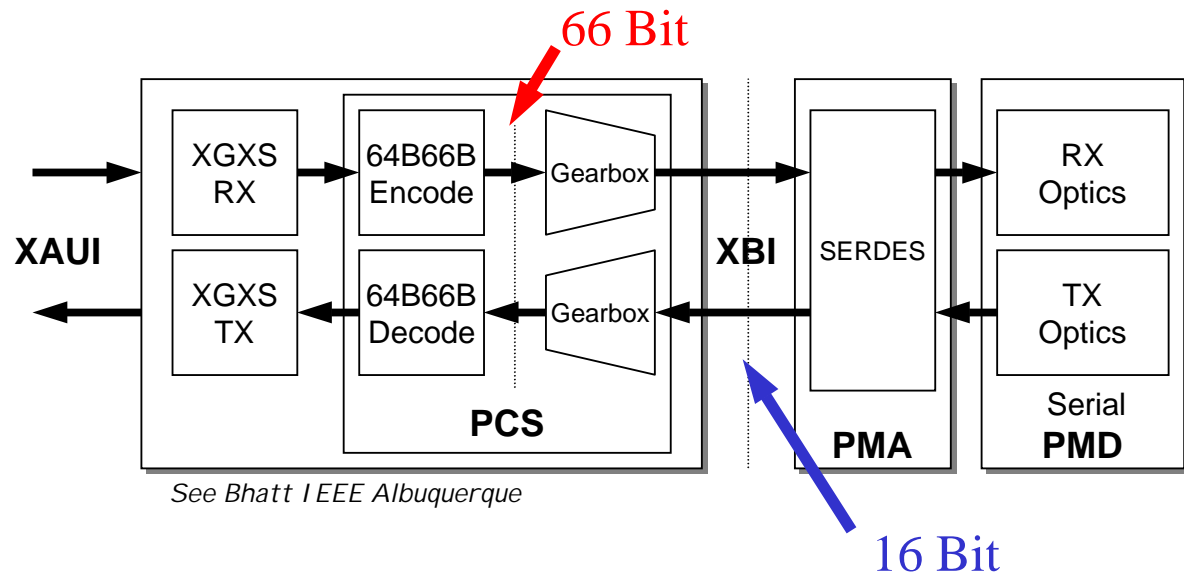 66 Bit
XAUI
XGXS
RX
64B66B
Encode
Gearbox
XGXS
TX
64B66B
Decode
Gearbox
PCS
XBI
SERDES
PMA
RX
Optics
TX
Optics
Serial
PMD
See Bhatt IEEE Albuquerque
16 Bit